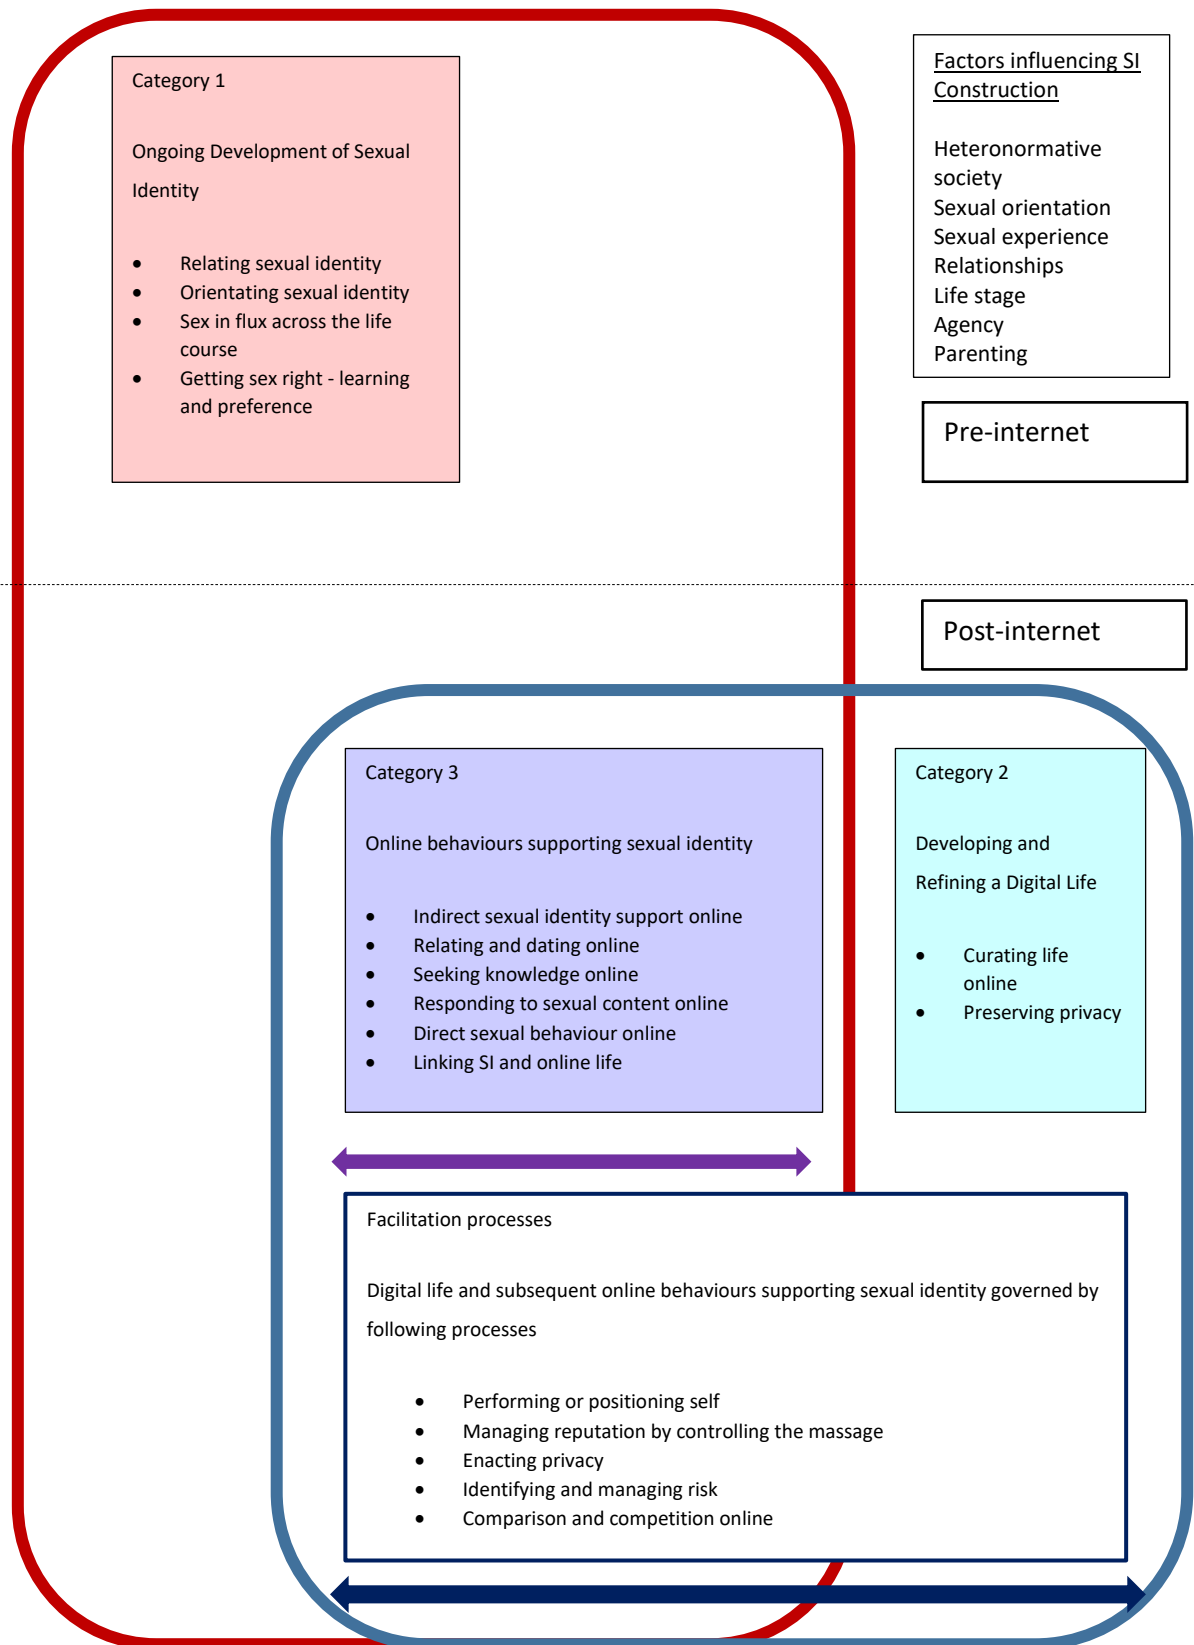 Category 1
Ongoing Development of Sexual
Identity
• Relating sexual identity
• Orientating sexual identity
• Sex in flux across the life
course
• Getting sex right - learning
and preference
Factors influencing SI
Construction
Heteronormative
society
Sexual orientation
Sexual experience
Relationships
Life stage
Agency
Parenting
Pre-internet
Post-internet
Category 3
Online behaviours supporting sexual identity
• Indirect sexual identity support online
• Relating and dating online
• Seeking knowledge online
• Responding to sexual content online
• Direct sexual behaviour online
• Linking SI and online life
Category 2
Developing and
Refining a Digital Life
• Curating life
online
• Preserving privacy
Facilitation processes
Digital life and subsequent online behaviours supporting sexual identity governed by
following processes
• Performing or positioning self
• Managing reputation by controlling the massage
• Enacting privacy
• Identifying and managing risk
• Comparison and competition online